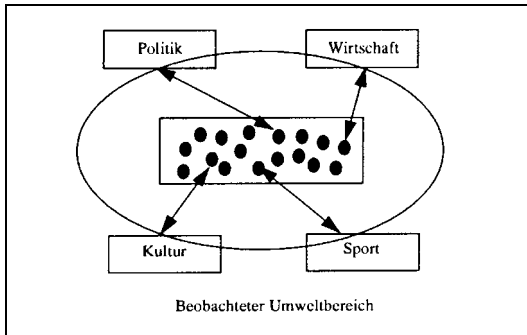 Politik
Wirtschaft
Kultur
Sport
Beobachteter Umweltbereich